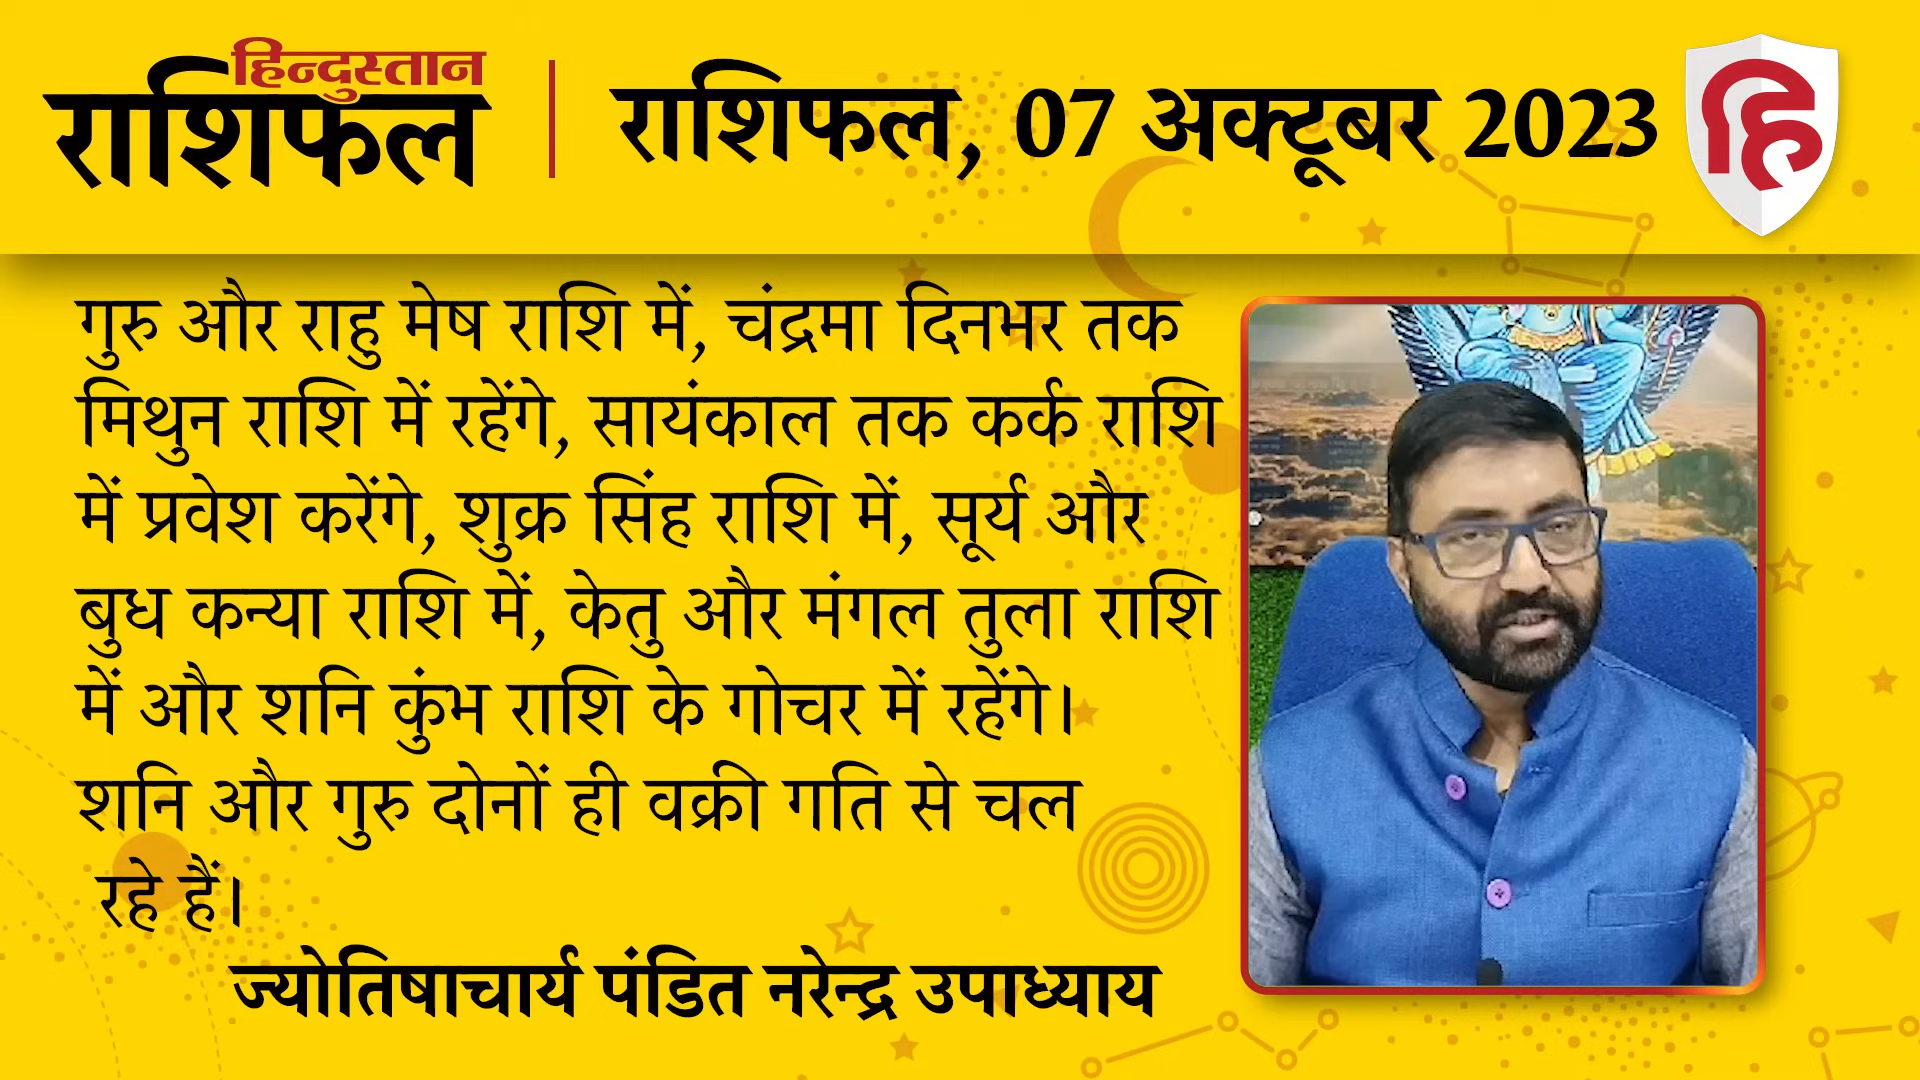 हिन्दुस्तान
राशिफल
राशिफल, 07 अक्टूबर 2023
हि
गुरु और राहु मेष राशि में, चंद्रमा दिनभर तक
मिथुन राशि में रहेंगे, सायंकाल तक कर्क राशि
में प्रवेश करेंगे, शुक्र सिंह राशि में, सूर्य और
बुध कन्या राशि में, केतु और मंगल तुला राशि
में और शनि कुंभ राशि के गोचर में रहेंगे।
शनि और गुरु दोनों ही वक्री गति से चल
रहे हैं।
ज्योतिषाचार्य पंडित नरेन्द्र उपाध्याय